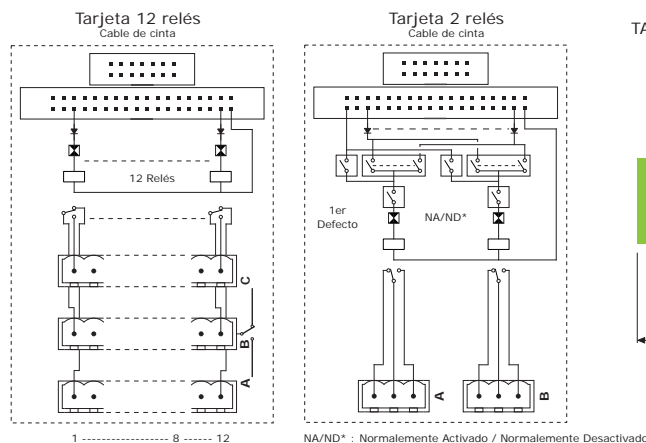 Tarjeta 12 relés
Cable de cinta
12 Relés
C
B
A
1 ------------------ 8 ------ 12
Tarjeta 2 relés
Cable de cinta
1er
Defecto
NA/ND*
A
B
NA/ND* : Normalemente Activado / Normalemente Desactivado
TA